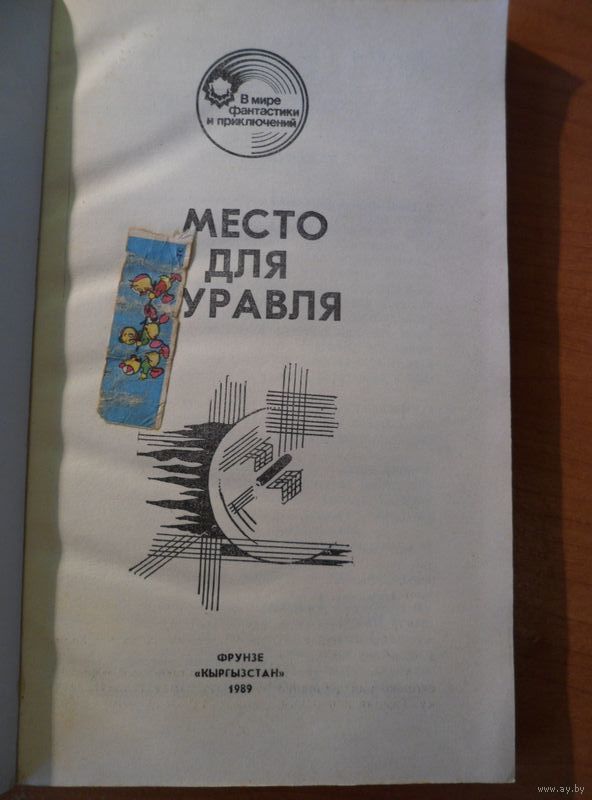 В мире
фантастики
и приключений
МЕСТО
ДЛЯ
УРАВЛЯ
ФРУНЗЕ
«КЫРГЫЗСТАН»
1989
www.ay.by